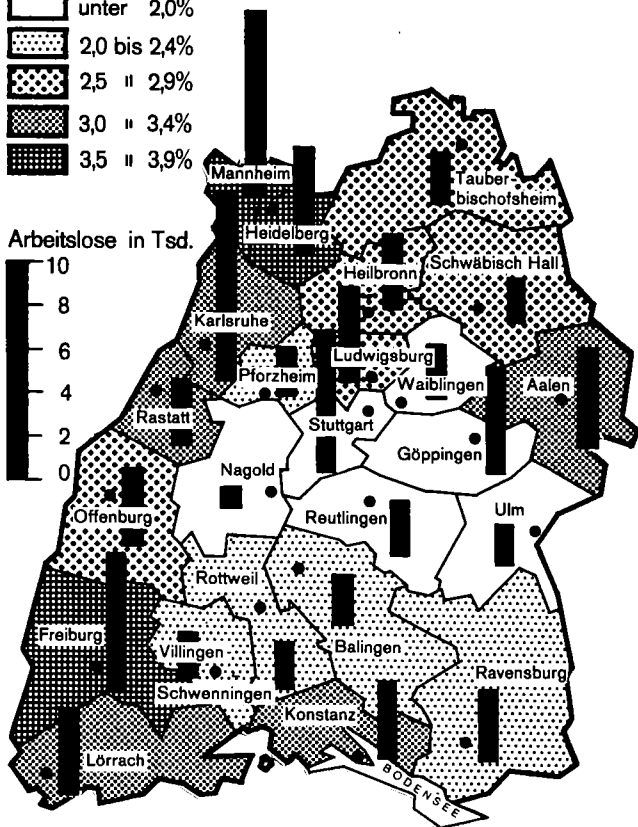 unter 2,0%
2,0 bis 2,4%
2,5 " 2,9%
3,0 " 3,4%
3,5 " 3,9%
Mannheim
Heidelberg
Tauber-
bischofsheim
Arbeitslose in Tsd.
10
8
6
4
2
0
Heilbronn
Schwäbisch Hall
Karlsruhe
Ludwigsburg
Pforzheim
Waiblingen
Aalen
Rastatt
Stuttgart
Göppingen
Nagold
Offenburg
Reutlingen
Ulm
Rottweil
Freiburg
Villingen
Schwenningen
Balingen
Ravensburg
Konstanz
Lörrach
BODENSEE